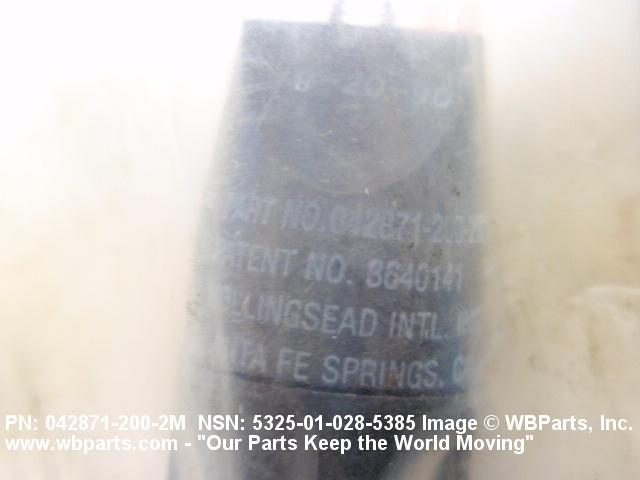 PART NO. 042871-200-2M
PATENT NO. 3640141
HOLLINGSEAD INTL.
SANTA FE SPRINGS. C
PN: 042871-200-2M NSN: 5325-01-028-5385 Image © WBParts, Inc.
www.wbparts.com - "Our Parts Keep the World Moving"